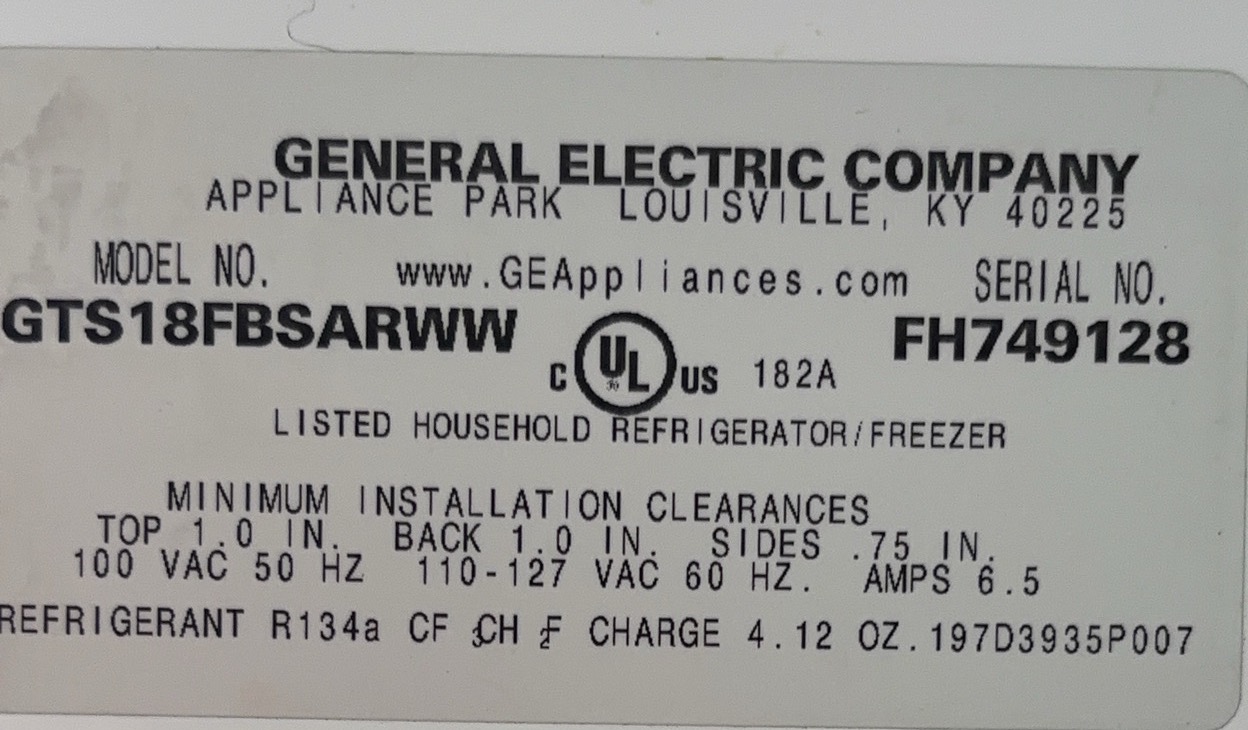 GENERAL ELECTRIC COMPANY
APPLIANCE PARK LOUISVILLE, KY 40225
MODEL NO. www.GEAppliances.com SERIAL NO.
GTS18FBSARWW FH749128
C UL US 182A
LISTED HOUSEHOLD REFRIGERATOR/FREEZER
MINIMUM INSTALLATION CLEARANCES
TOP 1.0 IN. BACK 1.0 IN. SIDES .75 IN.
100 VAC 50 HZ 110-127 VAC 60 HZ. AMPS 6.5
REFRIGERANT R134a CF3CH2F CHARGE 4.12 OZ.197D3935P007